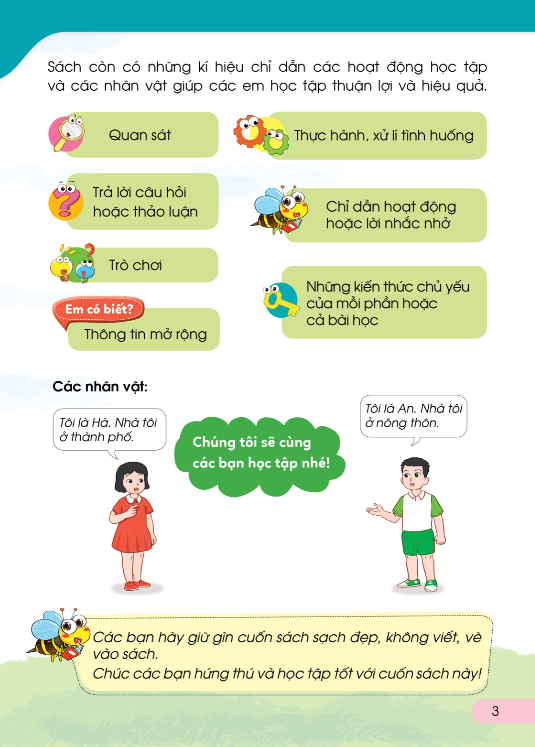 Sách còn có những kí hiệu chỉ dẫn các hoạt động học tập
và các nhân vật giúp các em học tập thuận lợi và hiệu quả.
Quan sát
Thực hành, xử lí tình huống
Trả lời câu hỏi
hoặc thảo luận
Chỉ dẫn hoạt động
hoặc lời nhắc nhở
Trò chơi
Những kiến thức chủ yếu
của mỗi phần hoặc
cả bài học
Em có biết?
Thông tin mở rộng
Các nhân vật:
Tôi là Hà. Nhà tôi
ở thành phố.
Chúng tôi sẽ cùng
các bạn học tập nhé!
Tôi là An. Nhà tôi
ở nông thôn.
Các bạn hãy giữ gìn cuốn sách sạch đẹp, không viết, vẽ
vào sách.
Chúc các bạn hứng thú và học tập tốt với cuốn sách này!
3